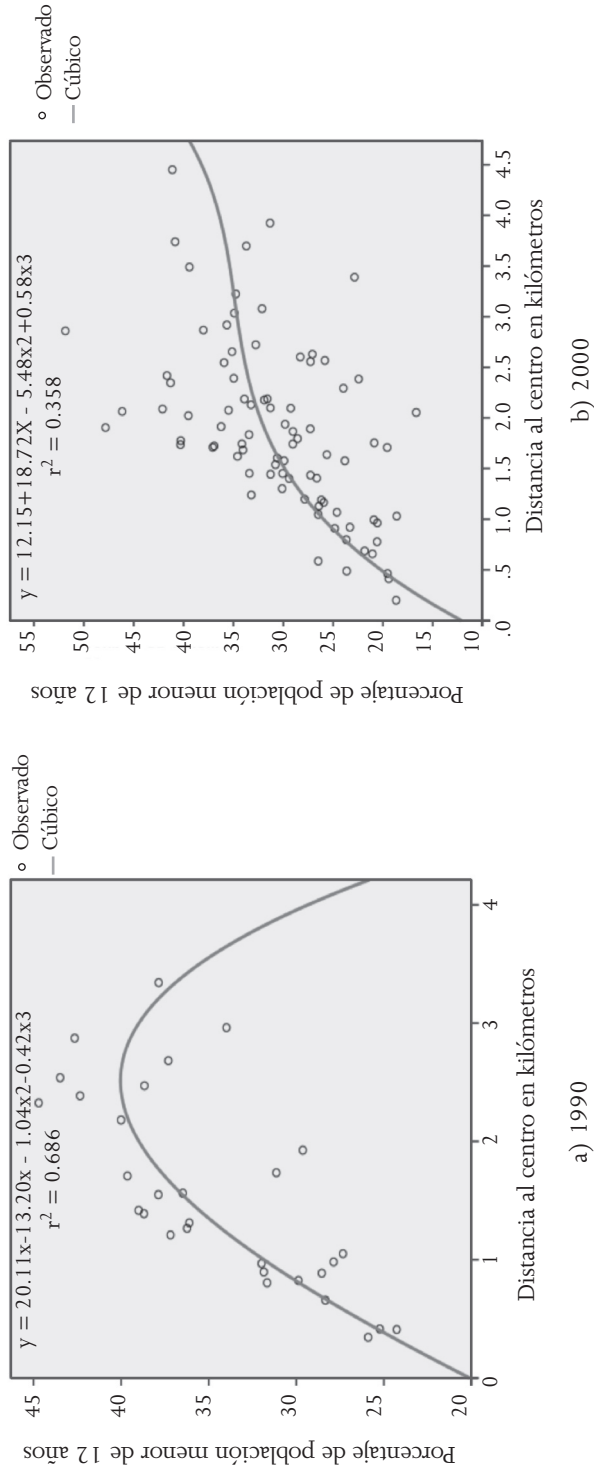 y = 20.11x-13.20x - 1.04x2-0.42x3
r² = 0.686
o Observado
— Cúbico
Porcentaje de población menor de 12 años
45
40
35
30
25
20
0 1 2 3 4
Distancia al centro en kilómetros
a) 1990
y = 12.15+18.72X - 5.48x2+0.58x3
r² = 0.358
o Observado
— Cúbico
Porcentaje de población menor de 12 años
55
50
45
40
35
30
25
20
15
10
.0 .5 1.0 1.5 2.0 2.5 3.0 3.5 4.0 4.5
Distancia al centro en kilómetros
b) 2000